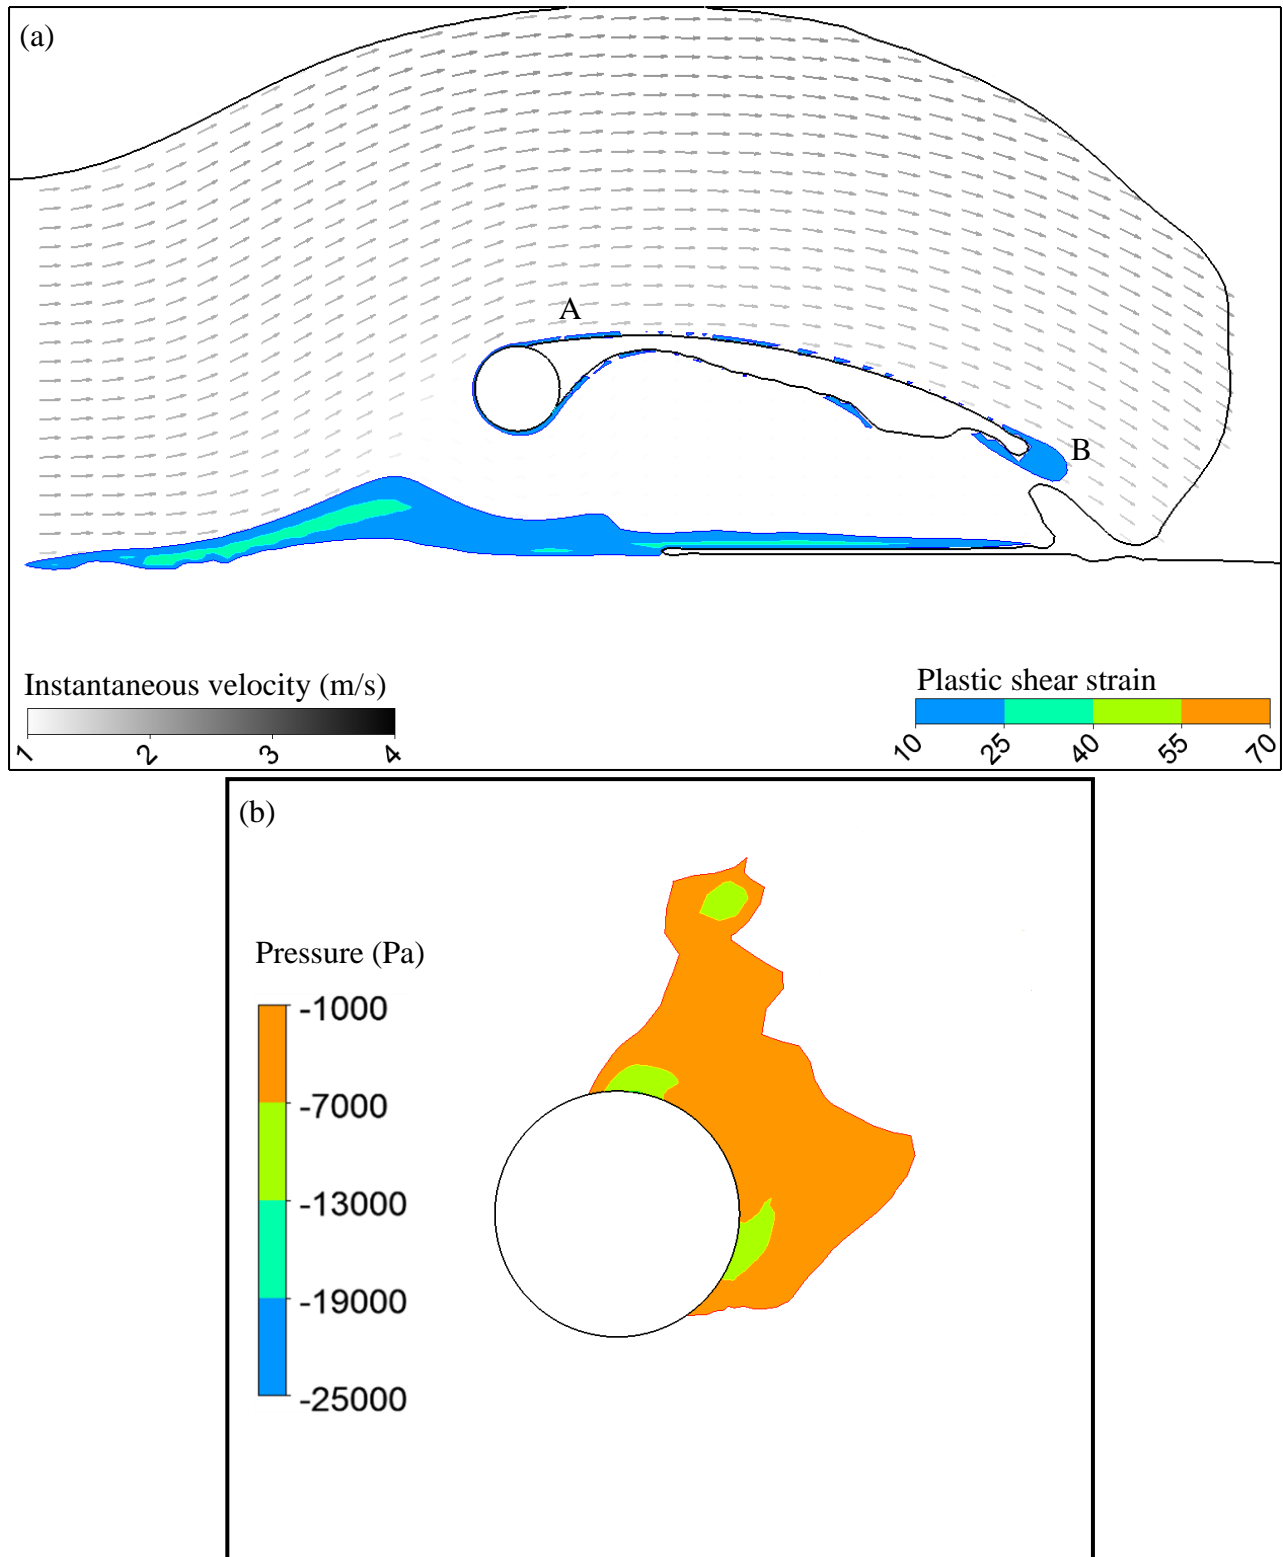 (a)
A
B
Instantaneous velocity (m/s)
1 2 3 4
Plastic shear strain
10 25 40 55 70
(b)
Pressure (Pa)
-1000
-7000
-13000
-19000
-25000